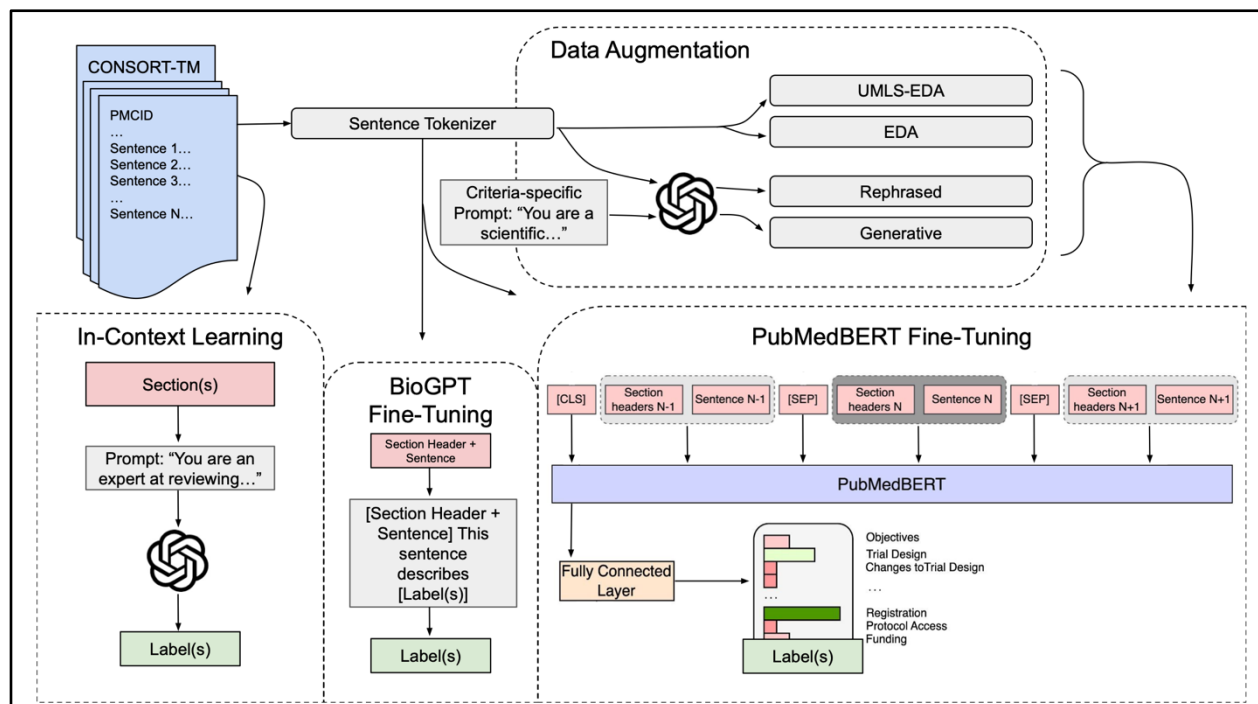 CONSORT-TM
PMCID
…
Sentence 1…
Sentence 2…
Sentence 3…
…
Sentence N…
Sentence Tokenizer
Data Augmentation
UMLS-EDA
EDA
Criteria-specific
Prompt: “You are a
scientific…”
Rephrased
Generative
In-Context Learning
Section(s)
Prompt: “You are an
expert at reviewing…”
Label(s)
BioGPT
Fine-Tuning
Section Header +
Sentence
[Section Header +
Sentence] This
sentence
describes
[Label(s)]
Label(s)
PubMedBERT Fine-Tuning
[CLS]
Section
headers N-1
Sentence N-1
[SEP]
Section
headers N
Sentence N
[SEP]
Section
headers N+1
Sentence N+1
PubMedBERT
Fully Connected
Layer
Objectives
Trial Design
Changes toTrial Design
...
...
Registration
Protocol Access
Funding
Label(s)